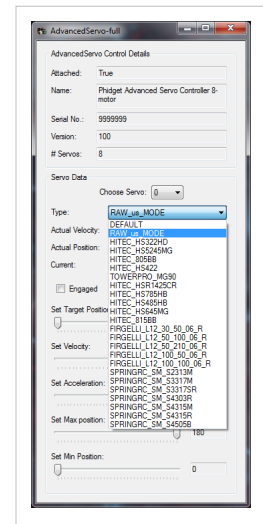 AdvancedServo-full
AdvancedServo Control Details
Attached: True
Name: Phidget Advanced Servo Controller 8-
motor
Serial No.: 9999999
Version: 100
# Servos: 8
Servo Data
Choose Servo: 0
Type: RAW_us_MODE
DEFAULT
Actual Velocity: RAW_us_MODE
HITEC_HS322HD
Actual Position: HITEC_HS5245MG
HITEC_805BB
Current: HITEC_HS422
TOWERPRO_MG90
HITEC_HSR1425CR
Engaged HITEC_HS785HB
HITEC_HS485HB
Set Target Position HITEC_HS645MG
HITEC_815BB
FIRGELLI_L12_30_50_06_R
FIRGELLI_L12_50_100_06_R
Set Velocity: FIRGELLI_L12_50_210_06_R
FIRGELLI_L12_100_50_06_R
FIRGELLI_L12_100_100_06_R
SPRINGRC_SM_S2313M
Set Acceleration: SPRINGRC_SM_S3317M
SPRINGRC_SM_S3317SR
SPRINGRC_SM_S4303R
SPRINGRC_SM_S4315M
Set Max position: SPRINGRC_SM_S4315R
SPRINGRC_SM_S4505B
180
Set Min Position:
0